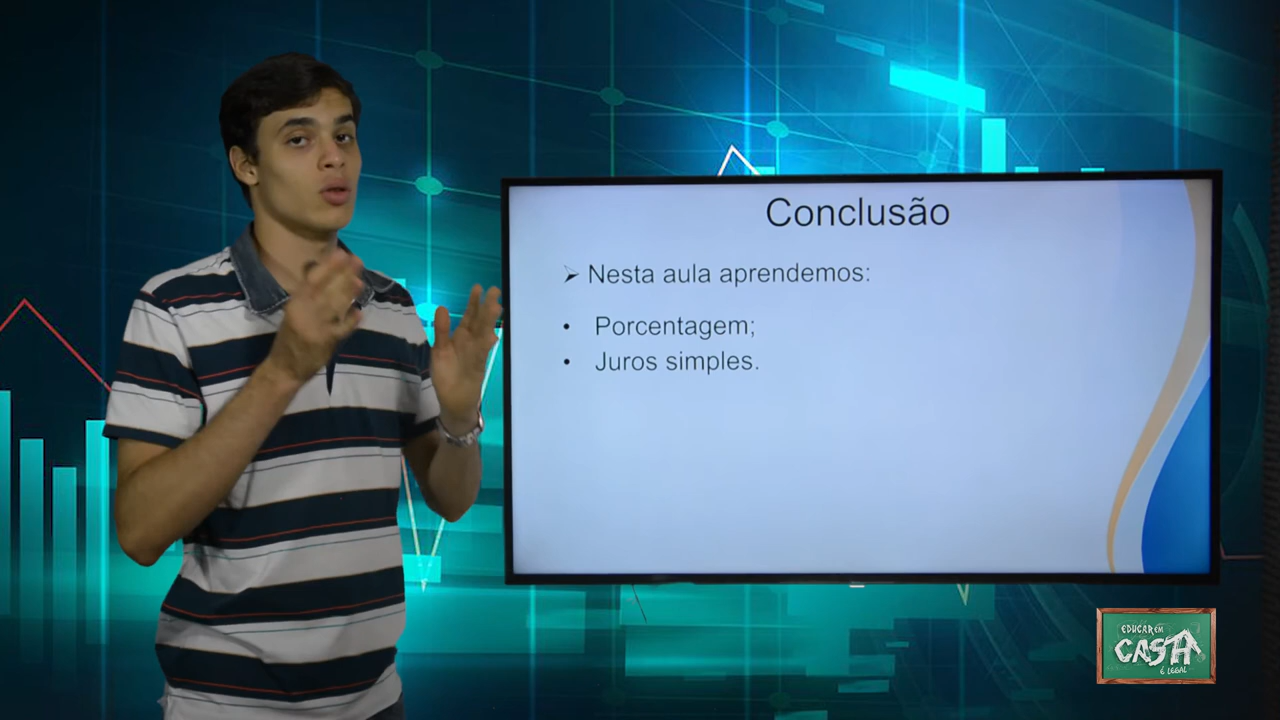 Conclusão
➢ Nesta aula aprendemos:
• Porcentagem;
• Juros simples.
EDUCAR EM
CASA
É LEGAL